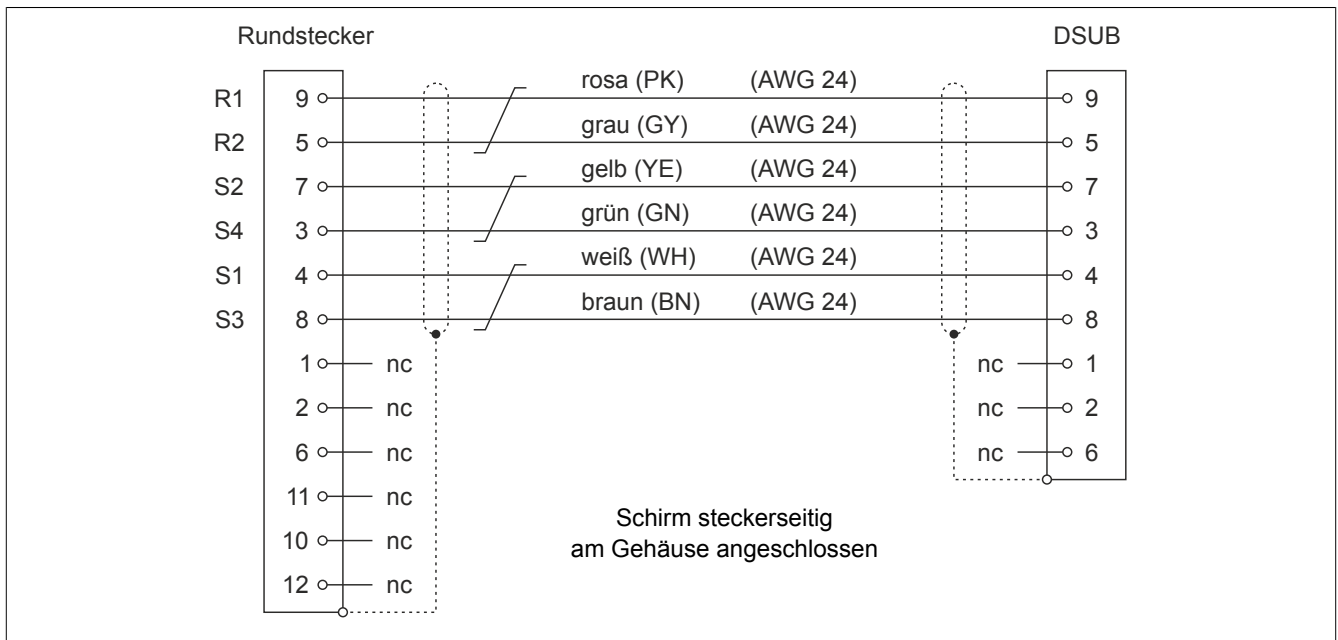 Rundstecker DSUB
R1 9 rosa (PK) (AWG 24) 9
R2 5 grau (GY) (AWG 24) 5
S2 7 gelb (YE) (AWG 24) 7
S4 3 grün (GN) (AWG 24) 3
S1 4 weiß (WH) (AWG 24) 4
S3 8 braun (BN) (AWG 24) 8
1 nc nc 1
2 nc nc 2
6 nc nc 6
11 nc
10 nc
12 nc
Schirm steckerseitig
am Gehäuse angeschlossen